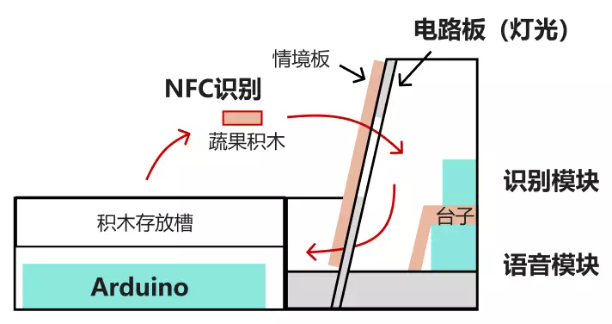 电路板（灯光）
情境板
NFC识别
蔬果积木
识别模块
台子
积木存放槽
语音模块
Arduino